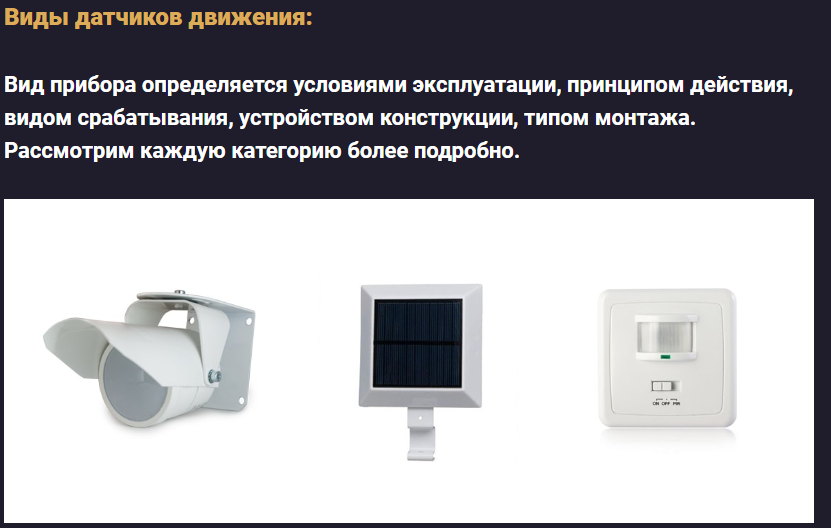 Виды датчиков движения:
Вид прибора определяется условиями эксплуатации, принципом действия,
видом срабатывания, устройством конструкции, типом монтажа.
Рассмотрим каждую категорию более подробно.
ON OFF PIR